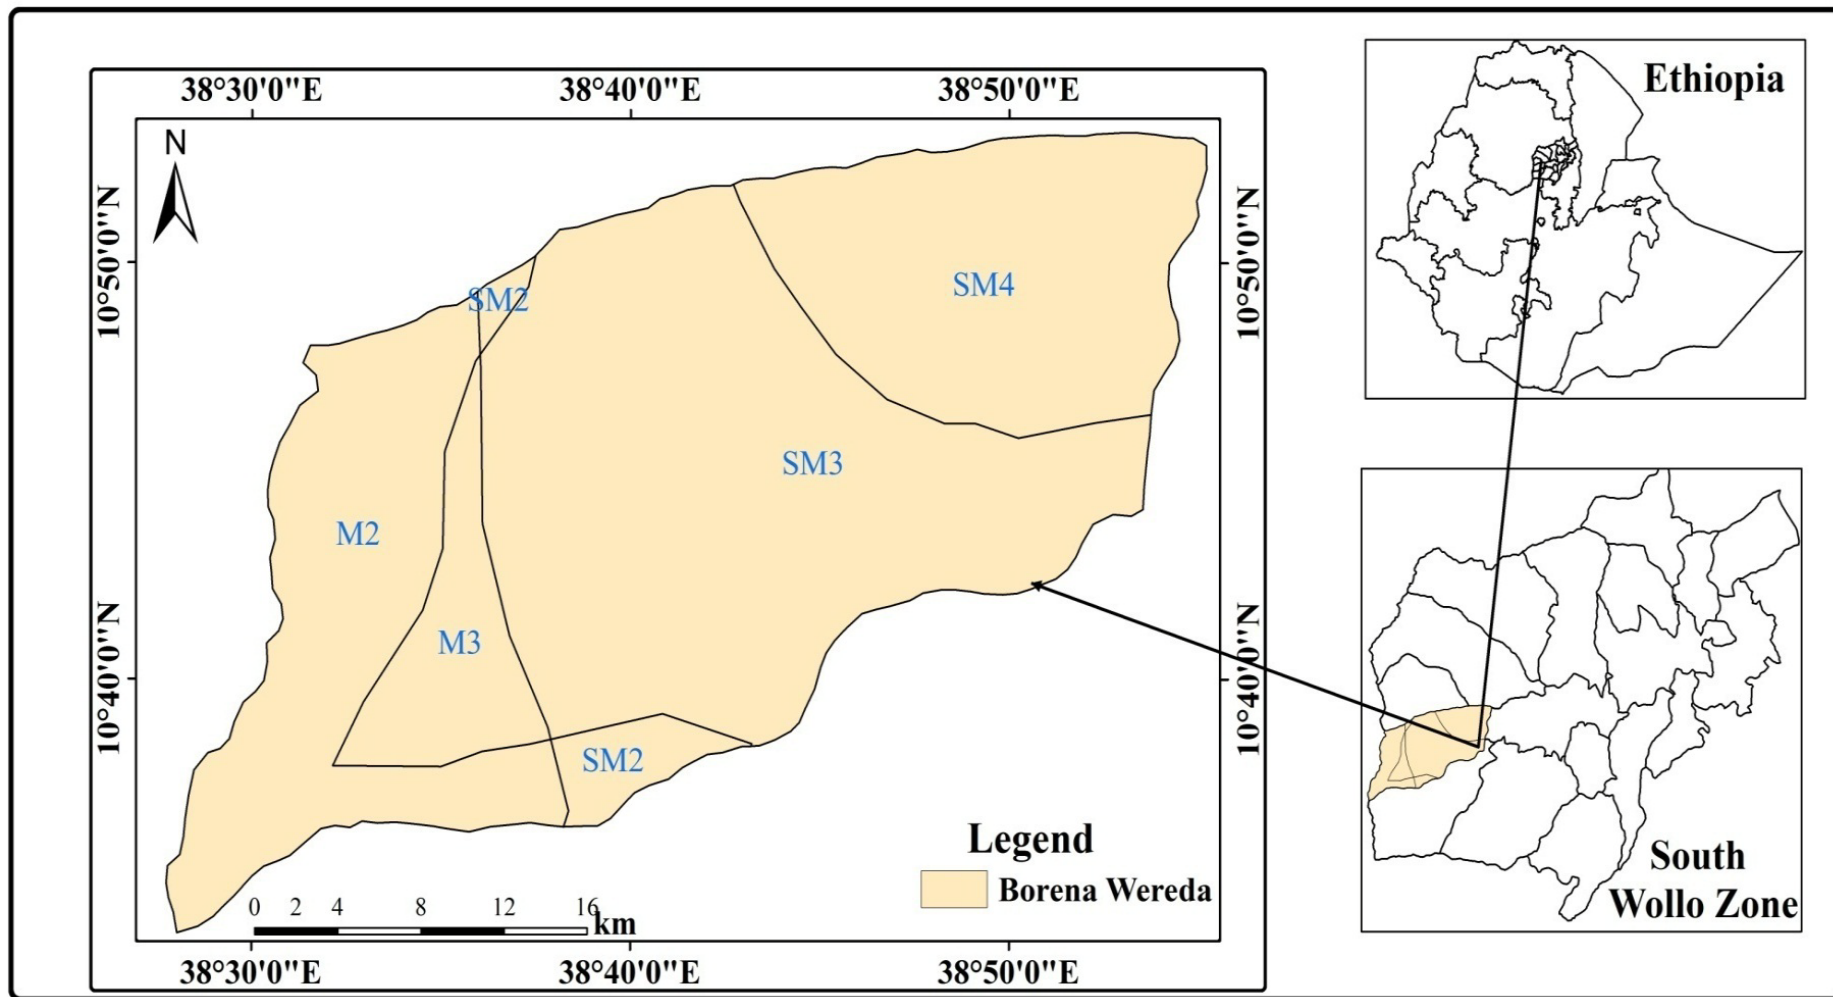 38°30'0"E 38°40'0"E 38°50'0"E
N
Ethiopia
10°50'0"N
10°50'0"N
SM4
SM2
SM3
M2
M3
10°40'0"N
10°40'0"N
SM2
Legend
Borena Wereda
South
Wollo Zone
0 2 4 8 12 16
km
38°30'0"E 38°40'0"E 38°50'0"E